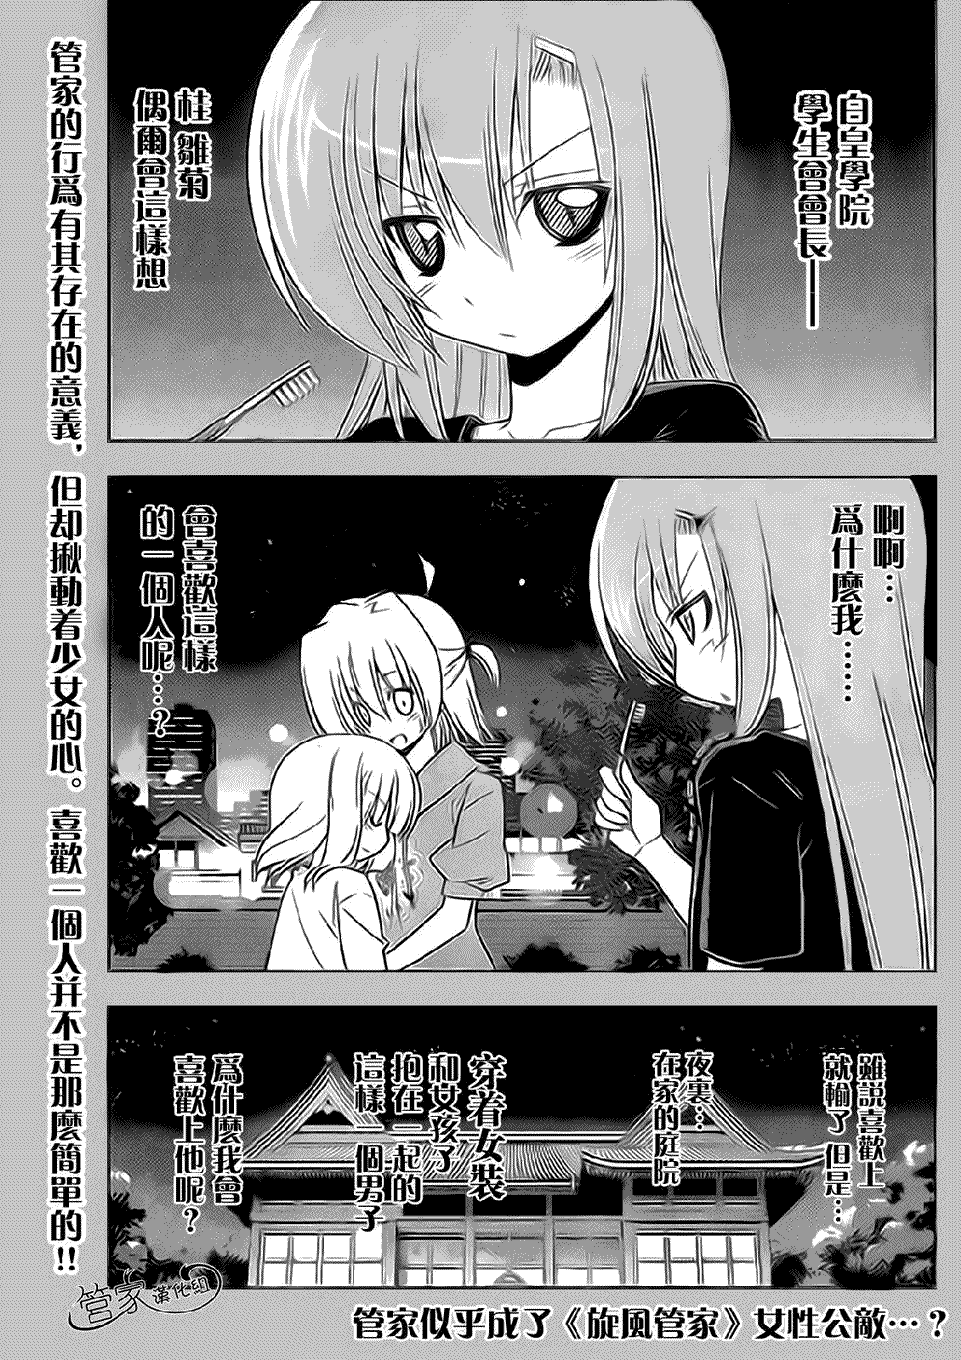 白皇學院
學生會會長——
桂 雛菊
偶爾會這樣想
啊啊…
爲什麼我……
會喜歡這樣
的一個人呢…？
雖說喜歡上
就輸了 但是…
夜裏…
在家的庭院
穿着女裝
和女孩子
抱在一起的
這樣一個男子
爲什麼我會
喜歡上他呢？
管家的行爲有其存在的意義，但却揪動着少女的心。喜歡一個人并不是那麼簡單的!!
管家漢化組
管家似乎成了《旋風管家》女性公敵…？